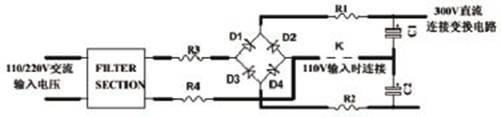 300V直流
连接变换电路
R1
C1
D1
D2
K
110V输入时连接
110/220V交流
输入电压
FILTER
SECTION
R3
R4
D3
D4
R2
C2